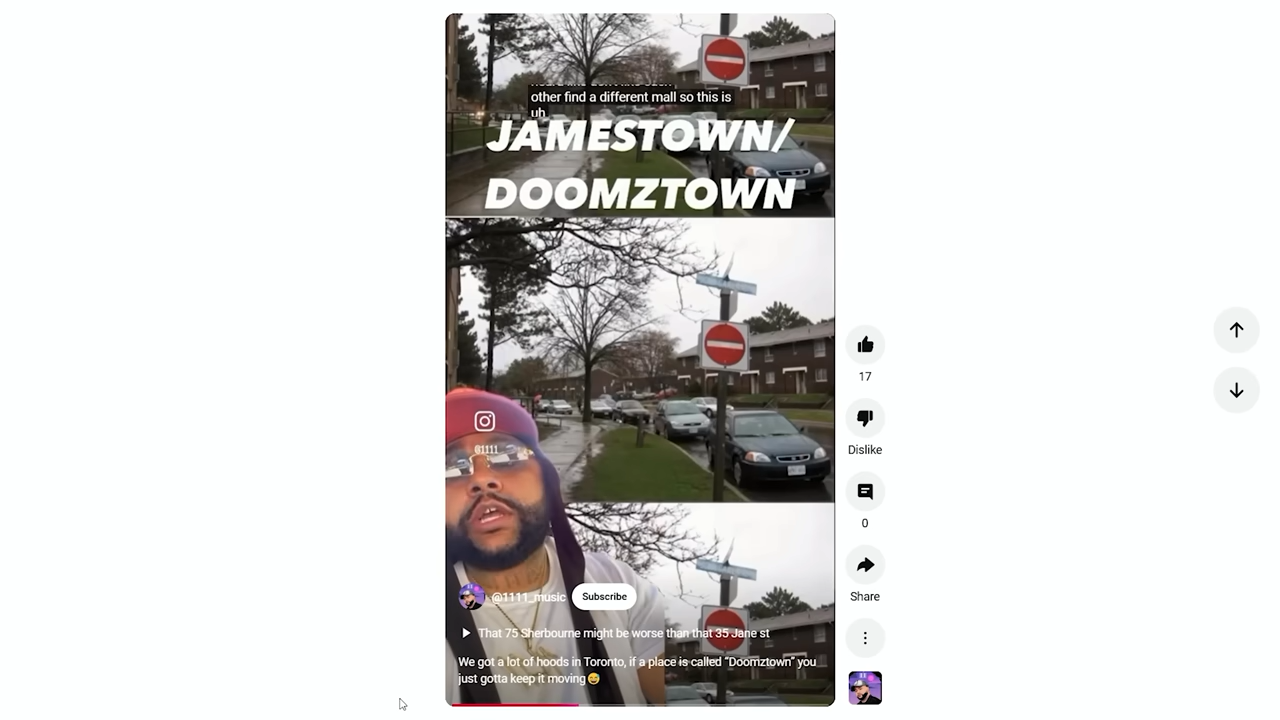 other find a different mall so this is
uh
JAMESTOWN/
DOOMZTOWN
@1111
17
Dislike
0
Share
@1111_music
Subscribe
That 75 Sherbourne might be worse than that 35 Jane st
We got a lot of hoods in Toronto, if a place is called “Doomztown” you
just gotta keep it moving😅